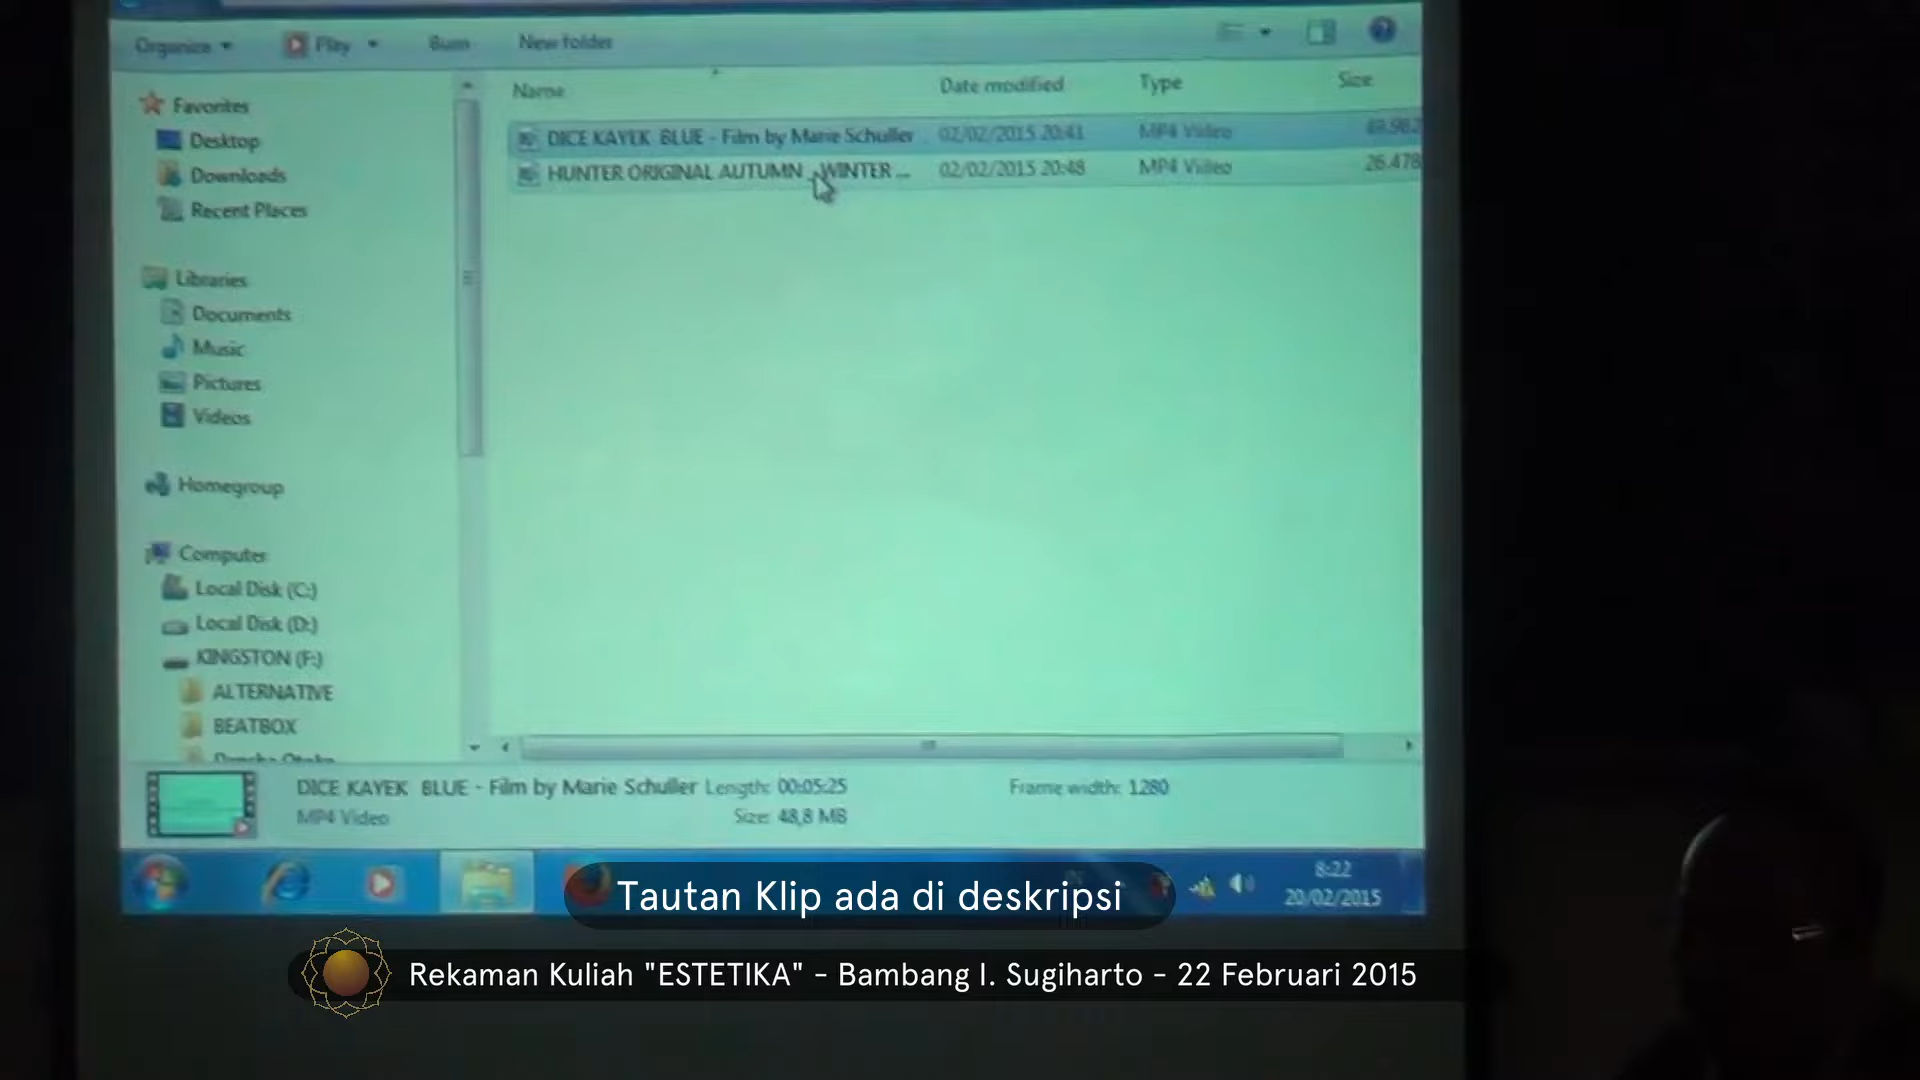 Organize Play Burn New folder
Name Date modified Type Size
Favorites
Desktop
Downloads
Recent Places
Libraries
Documents
Music
Pictures
Videos
Homegroup
Computer
Local Disk (C:)
Local Disk (D:)
KINGSTON (F:)
ALTERNATIVE
BEATBOX
DICE KAYEK BLUE - Film by Marie Schuller 02/02/2015 20:41 MP4 Video
HUNTER ORIGINAL AUTUMN _ WINTER ... 02/02/2015 20:48 MP4 Video 26.478
DICE KAYEK BLUE - Film by Marie Schuller Length: 00:05:25 Frame width: 1280
MP4 Video Size: 48,8 MB
8:22
20/02/2015
Tautan Klip ada di deskripsi
Rekaman Kuliah "ESTETIKA" - Bambang I. Sugiharto - 22 Februari 2015